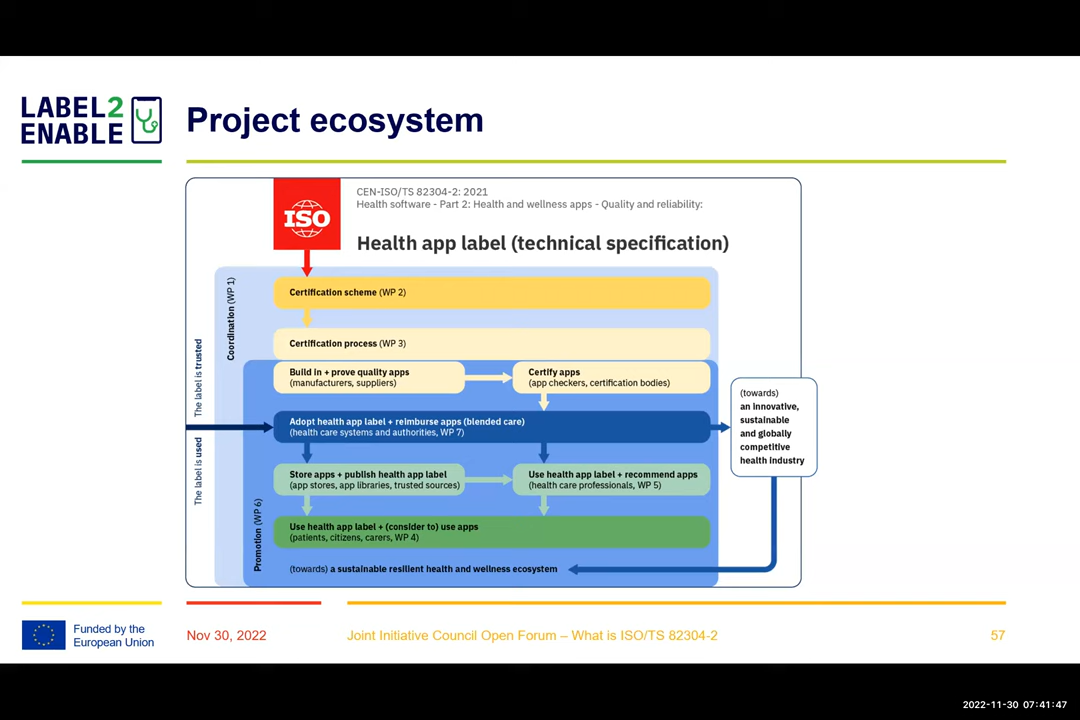 LABEL2
ENABLE
Project ecosystem
ISO
CEN-ISO/TS 82304-2: 2021
Health software - Part 2: Health and wellness apps - Quality and reliability:
Health app label (technical specification)
Coordination (WP 1)
Certification scheme (WP 2)
Certification process (WP 3)
The label is trusted
Build in + prove quality apps
(manufacturers, suppliers)
Certify apps
(app checkers, certification bodies)
Adopt health app label + reimburse apps (blended care)
(health care systems and authorities, WP 7)
(towards)
an innovative,
sustainable
and globally
competitive
health industry
The label is used
Store apps + publish health app label
(app stores, app libraries, trusted sources)
Use health app label + recommend apps
(health care professionals, WP 5)
Promotion (WP 6)
Use health app label + (consider to) use apps
(patients, citizens, carers, WP 4)
(towards) a sustainable resilient health and wellness ecosystem
Funded by the
European Union
Nov 30, 2022
Joint Initiative Council Open Forum – What is ISO/TS 82304-2
57
2022-11-30 07:41:47